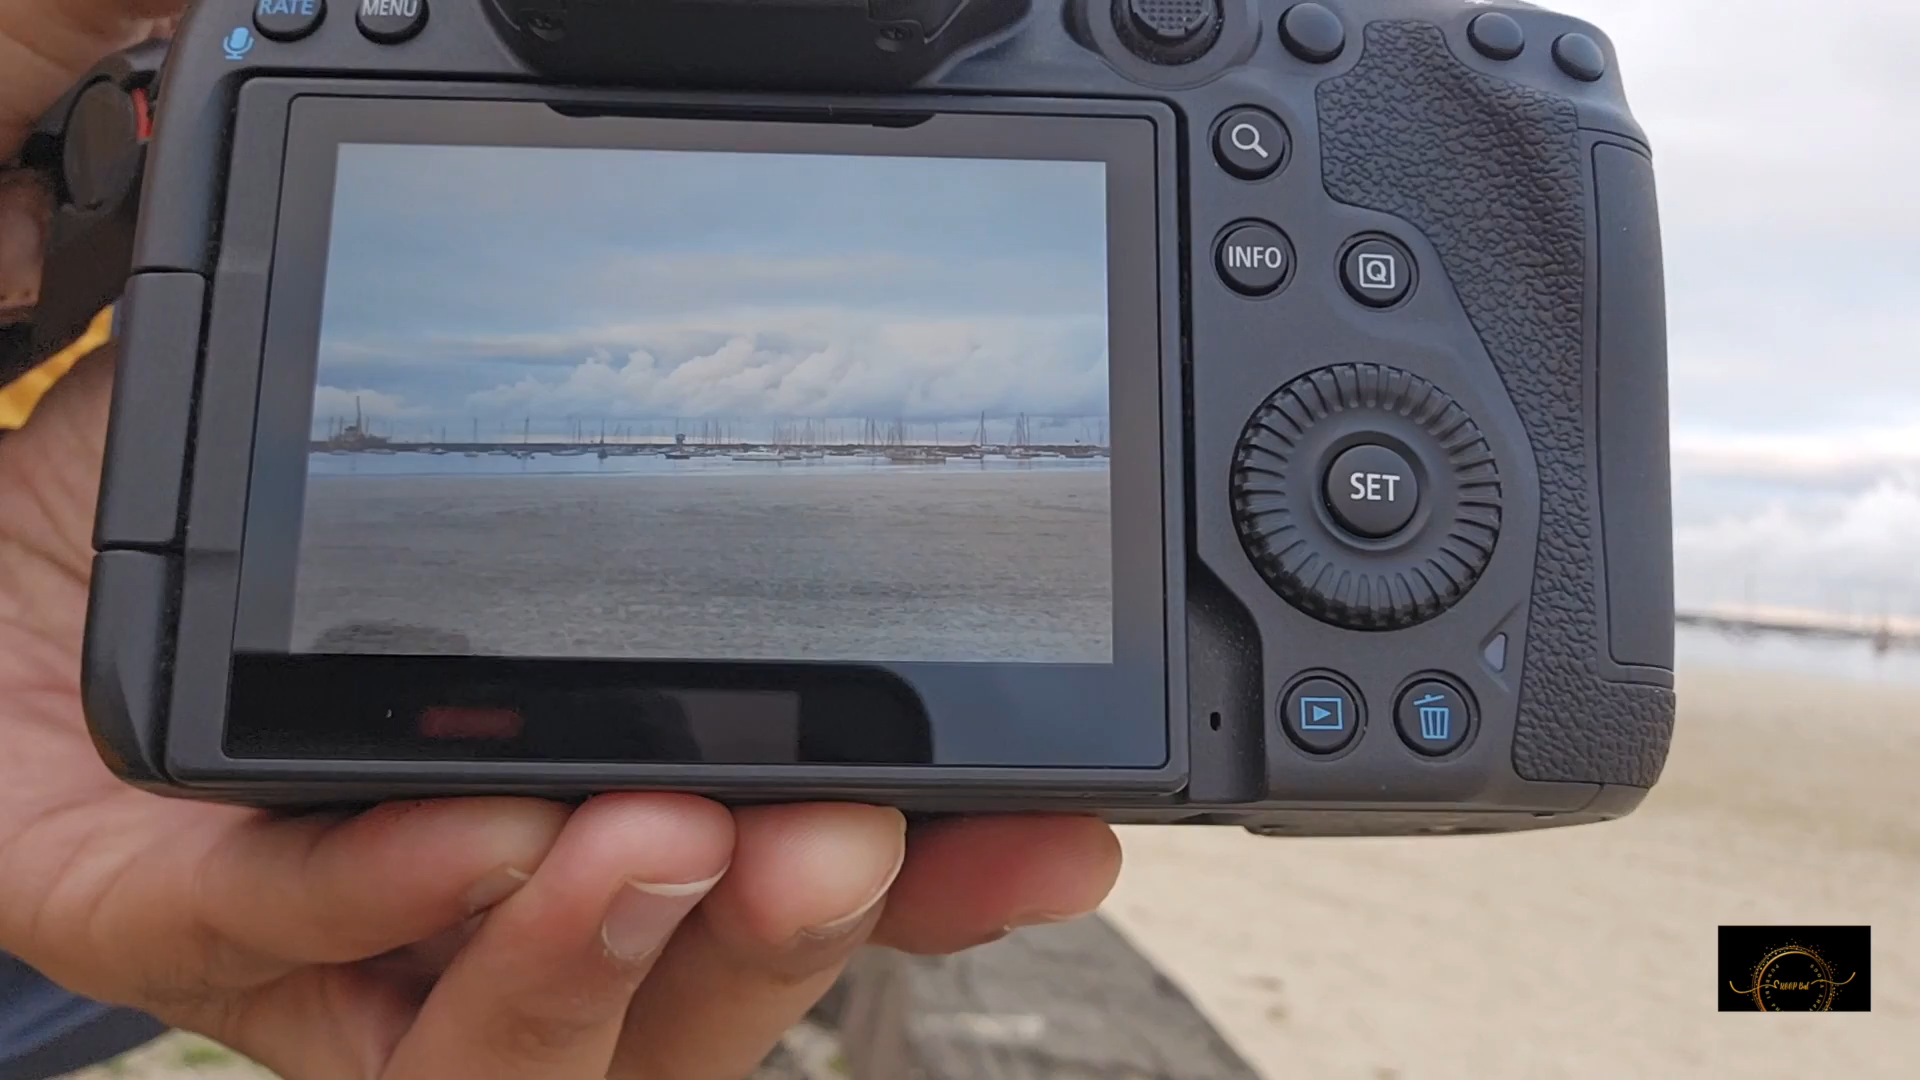 RATE
MENU
INFO
Q
SET